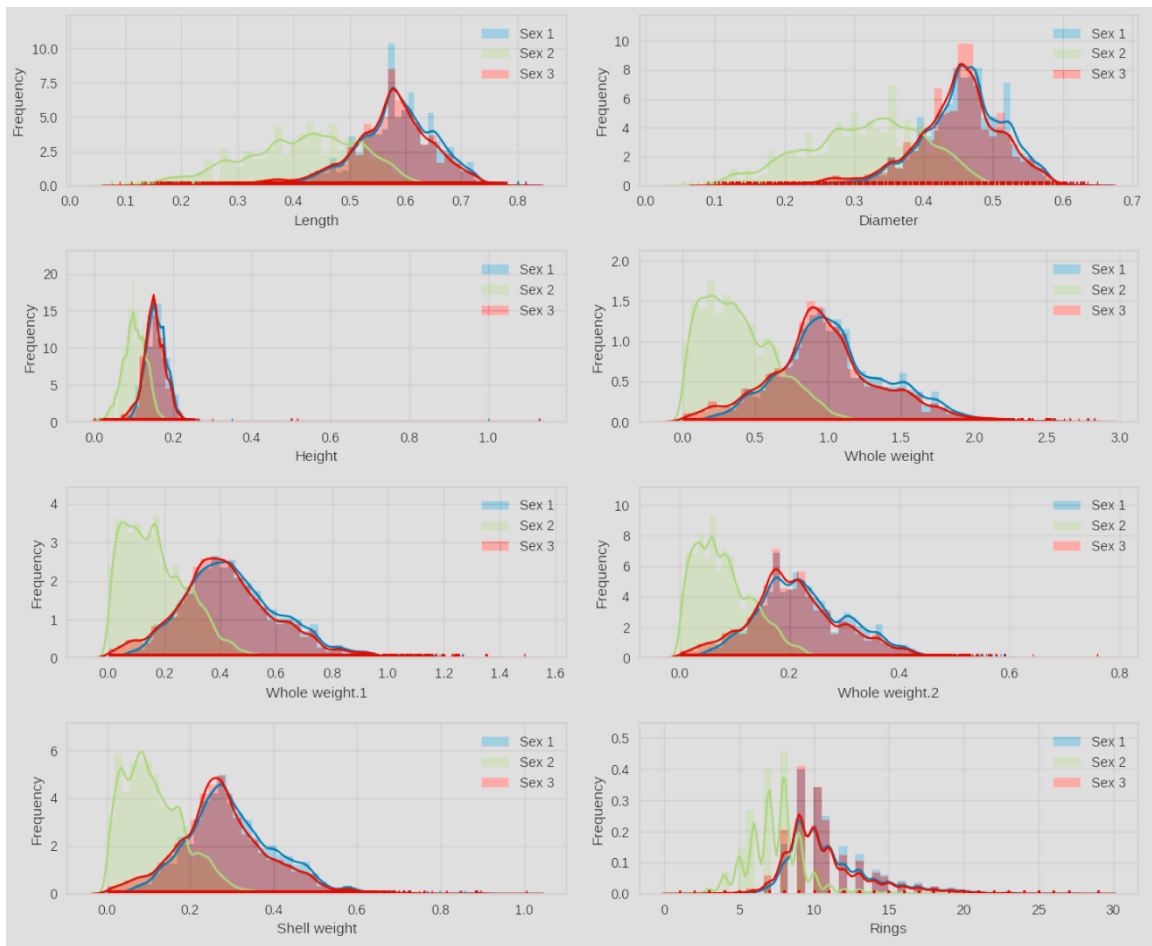 Sex 1
Sex 2
Sex 3
Frequency
10.0
7.5
5.0
2.5
0.0
0.0 0.1 0.2 0.3 0.4 0.5 0.6 0.7 0.8
Length
Sex 1
Sex 2
Sex 3
Frequency
10
8
6
4
2
0
0.0 0.1 0.2 0.3 0.4 0.5 0.6 0.7
Diameter
Sex 1
Sex 2
Sex 3
Frequency
20
15
10
5
0
0.0 0.2 0.4 0.6 0.8 1.0
Height
Sex 1
Sex 2
Sex 3
Frequency
2.0
1.5
1.0
0.5
0.0
0.0 0.5 1.0 1.5 2.0 2.5 3.0
Whole weight
Sex 1
Sex 2
Sex 3
Frequency
4
3
2
1
0
0.0 0.2 0.4 0.6 0.8 1.0 1.2 1.4 1.6
Whole weight.1
Sex 1
Sex 2
Sex 3
Frequency
10
8
6
4
2
0
0.0 0.2 0.4 0.6 0.8
Whole weight.2
Sex 1
Sex 2
Sex 3
Frequency
6
4
2
0
0.0 0.2 0.4 0.6 0.8 1.0
Shell weight
Sex 1
Sex 2
Sex 3
Frequency
0.5
0.4
0.3
0.2
0.1
0.0
0 5 10 15 20 25 30
Rings